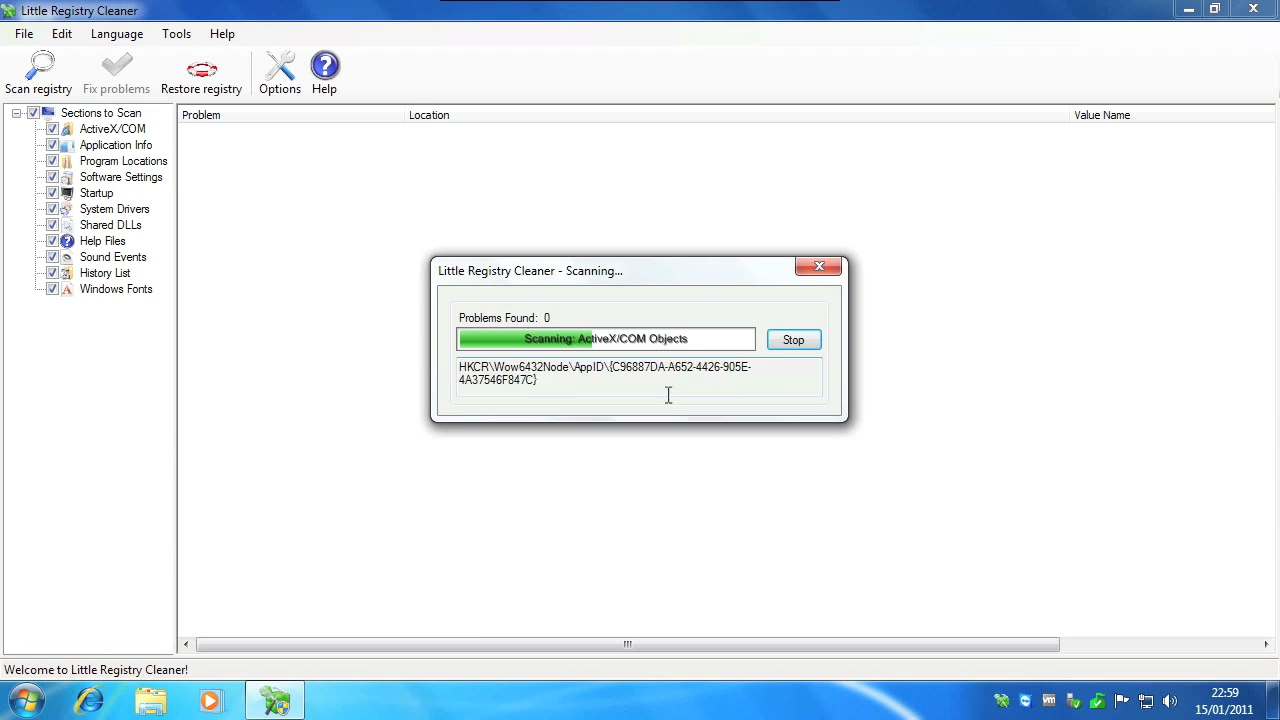 Little Registry Cleaner
File Edit Language Tools Help
Scan registry Fix problems Restore registry Options Help
Sections to Scan
ActiveX/COM
Application Info
Program Locations
Software Settings
Startup
System Drivers
Shared DLLs
Help Files
Sound Events
History List
Windows Fonts
Problem Location Value Name
Little Registry Cleaner - Scanning...
Problems Found: 0
Scanning: ActiveX/COM Objects
Stop
HKCR\Wow6432Node\AppID\{C96887DA-A652-4426-905E-
4A37546F847C}
Welcome to Little Registry Cleaner!
22:59
15/01/2011